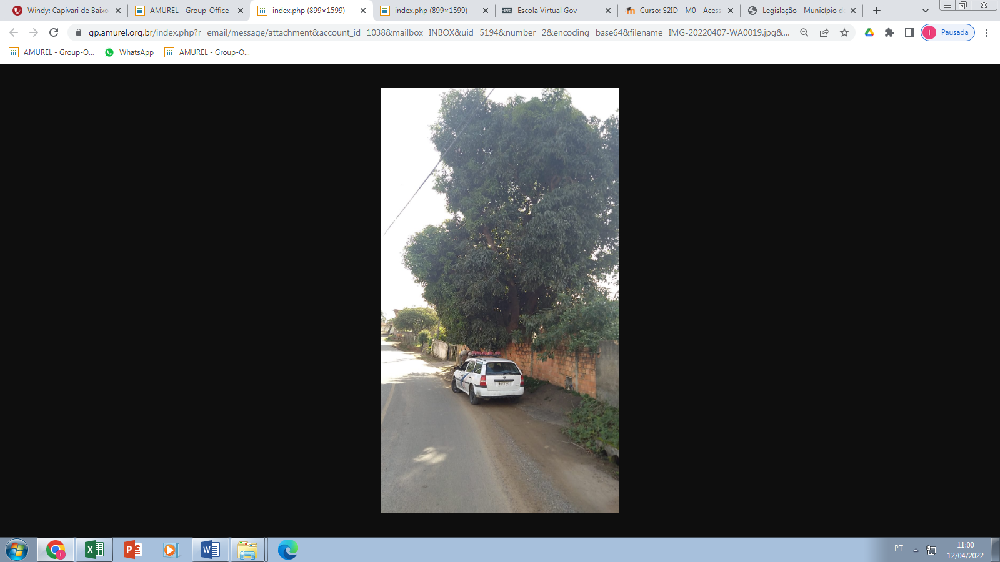 Windy: Capivari de Baixo
AMUREL - Group-Office
index.php (899×1599)
index.php (899×1599)
EVG
Escola Virtual Gov
Curso: S2ID - M0 - Acess
Legislação - Município de
gp.amurel.org.br/index.php?r=email/message/attachment&account_id=1038&mailbox=INBOX&uid=5194&number=2&encoding=base64&filename=IMG-20220407-WA0019.jpg&...
I
Pausada
AMUREL - Group-O...
WhatsApp
AMUREL - Group-O...
PT
11:00
12/04/2022